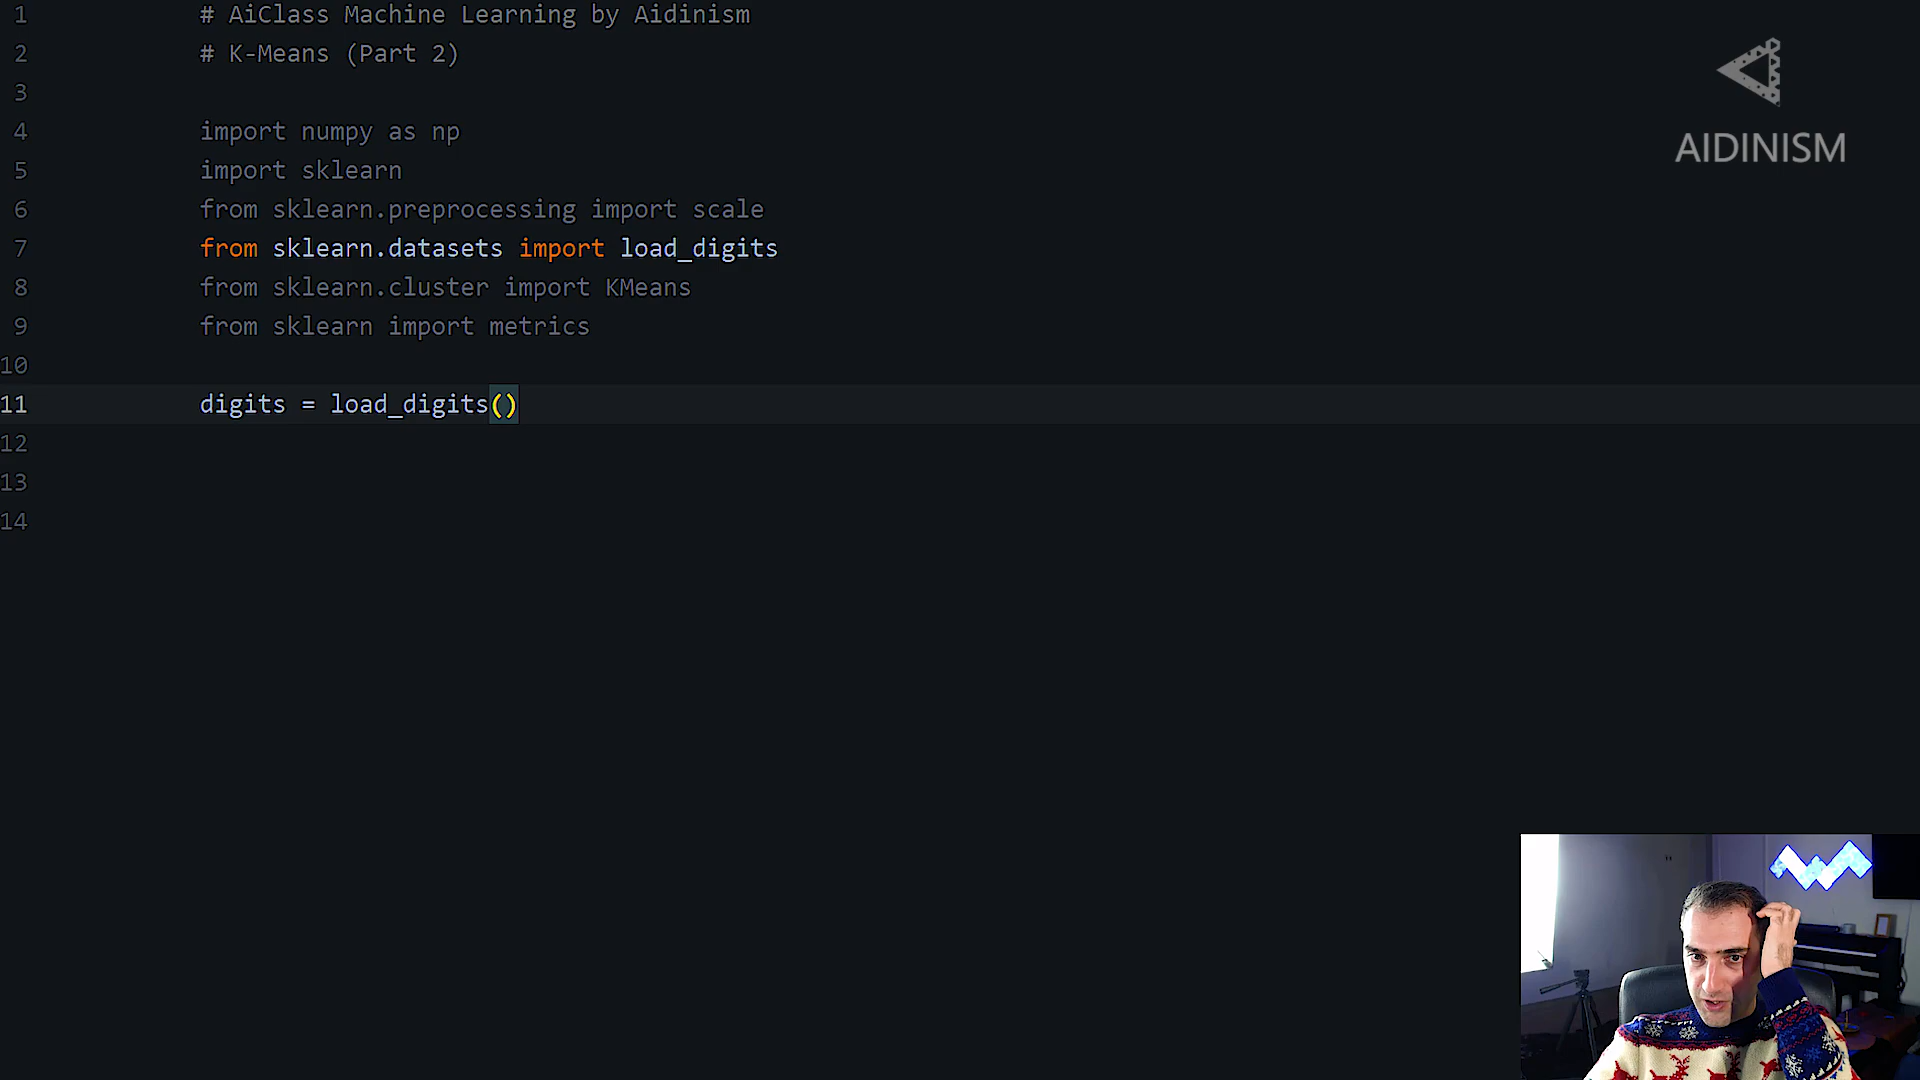 1 # AiClass Machine Learning by Aidinism
2 # K-Means (Part 2)
3
4 import numpy as np
5 import sklearn
6 from sklearn.preprocessing import scale
7 from sklearn.datasets import load_digits
8 from sklearn.cluster import KMeans
9 from sklearn import metrics
10
11 digits = load_digits()
12
13
14
AIDINISM